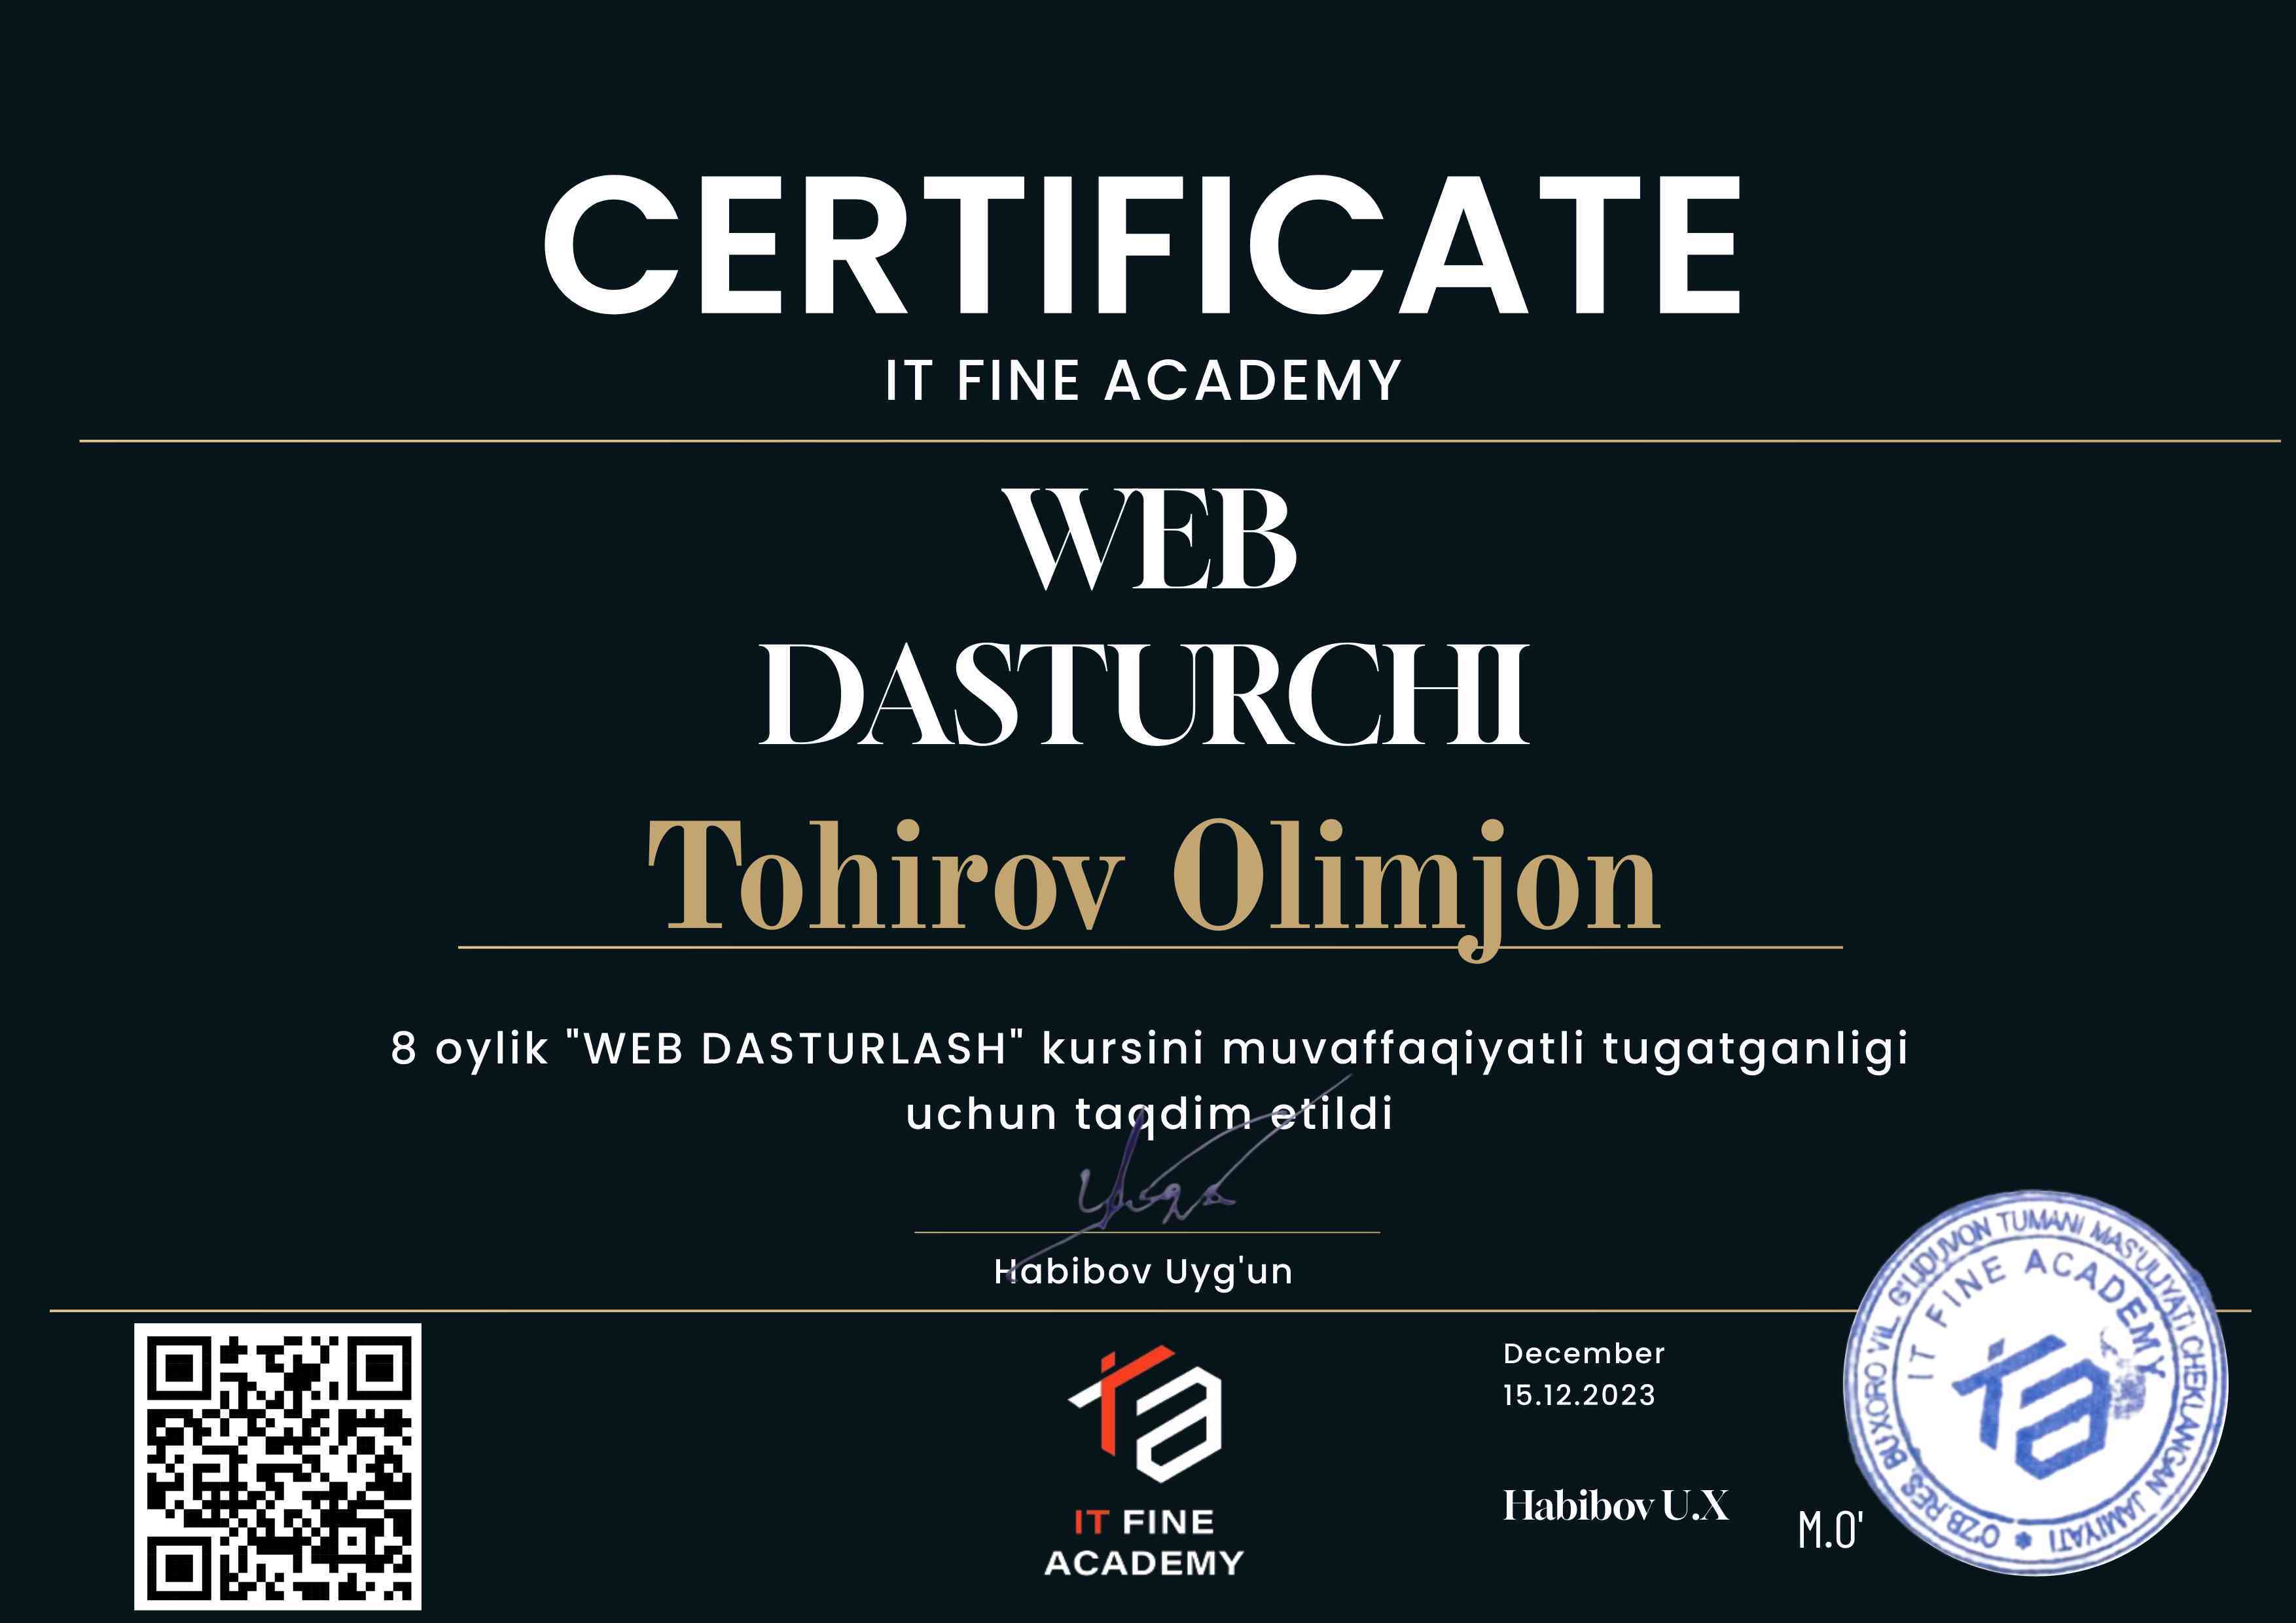 CERTIFICATE
IT FINE ACADEMY
WEB
DASTURCHI
Tohirov Olimjon
8 oylik "WEB DASTURLASH" kursini muvaffaqiyatli tugatganligi
uchun taqdim etildi
Habibov Uyg'un
IT FINE
ACADEMY
December
15.12.2023
Habibov U.X
M.O'
O'ZB.RES. BUXORO VIL. G'IJDUVON TUMANI MAS'ULIYATI CHEKLANGAN JAMIYATI
IT FINE ACADEMY